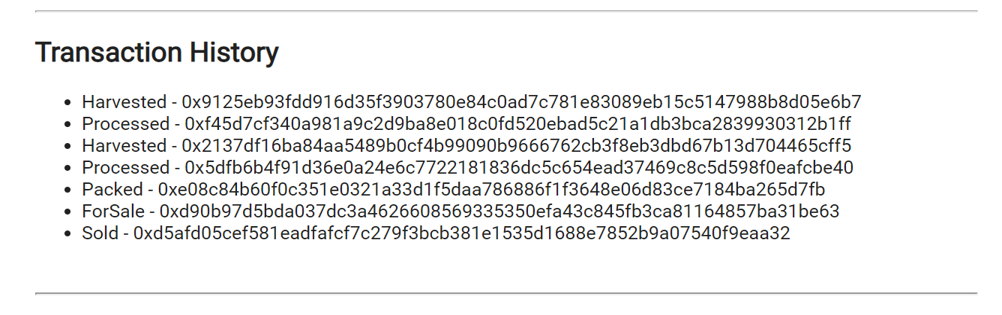 Transaction History
• Harvested - 0x9125eb93fdd916d35f3903780e84c0ad7c781e83089eb15c5147988b8d05e6b7
• Processed - 0xf45d7cf340a981a9c2d9ba8e018c0fd520ebad5c21a1db3bca2839930312b1ff
• Harvested - 0x2137df16ba84aa5489b0cf4b99090b9666762cb3f8eb3dbd67b13d704465cff5
• Processed - 0x5dfb6b4f91d36e0a24e6c7722181836dc5c654ead37469c8c5d598f0eafcbe40
• Packed - 0xe08c84b60f0c351e0321a33d1f5daa786886f1f3648e06d83ce7184ba265d7fb
• ForSale - 0xd90b97d5bda037dc3a4626608569335350efa43c845fb3ca81164857ba31be63
• Sold - 0xd5afd05cef581eadfafcf7c279f3bcb381e1535d1688e7852b9a07540f9eaa32